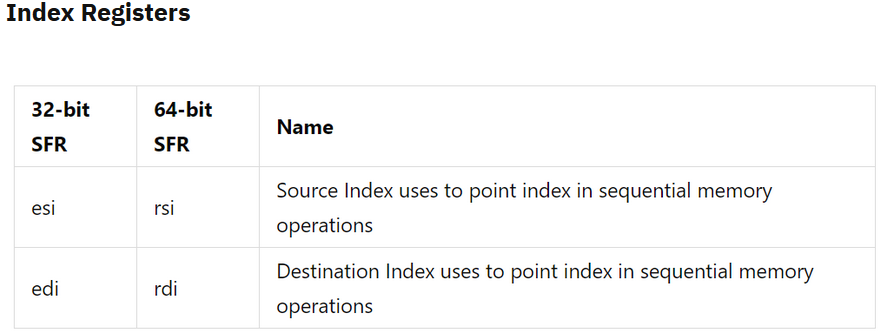 Index Registers
32-bit
SFR
64-bit
SFR
Name
esi
rsi
Source Index uses to point index in sequential memory
operations
edi
rdi
Destination Index uses to point index in sequential memory
operations